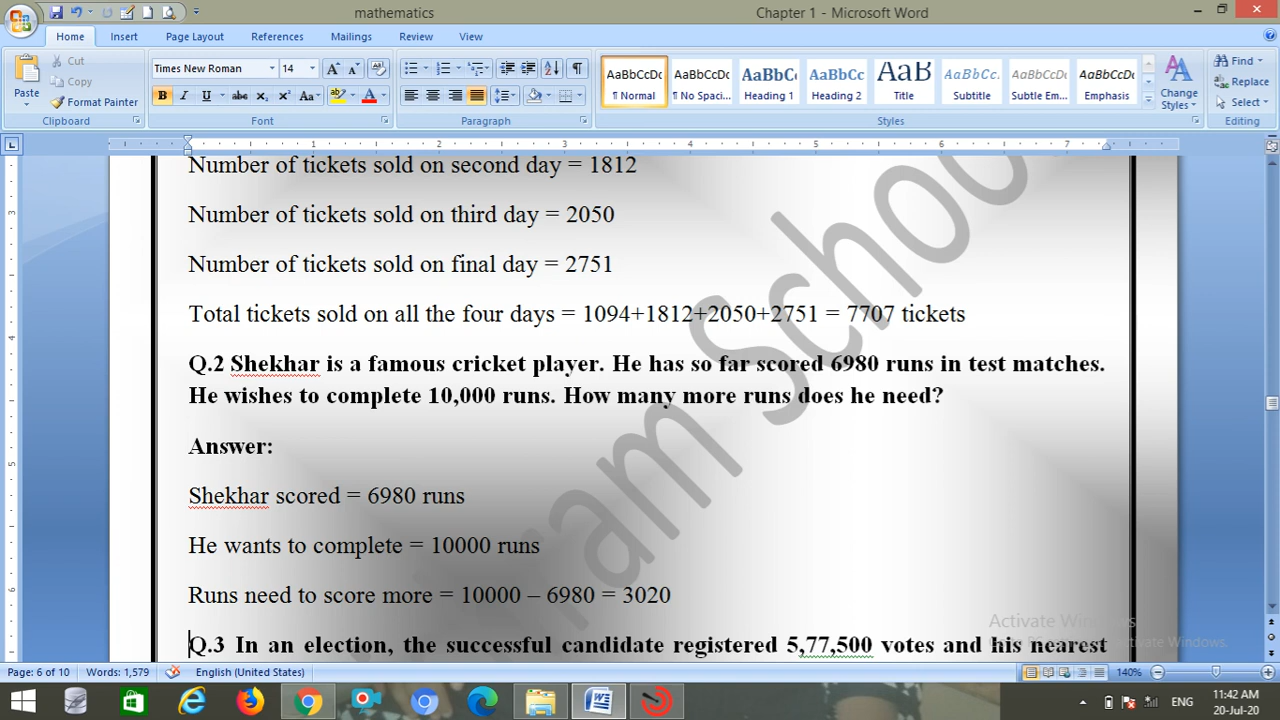 mathematics
Chapter 1 - Microsoft Word
Home Insert Page Layout References Mailings Review View
Paste
Cut
Copy
Format Painter
Clipboard
Times New Roman 14
Font
Paragraph
AaBbCcDc AaBbCcDc AaBbC AaBbCc AaB AaBbCc. AaBbCcDc AaBbCcDc
¶ Normal ¶ No Spaci... Heading 1 Heading 2 Title Subtitle Subtle Em... Emphasis
Change Styles
Styles
Find
Replace
Select
Editing
1 2 3 4 5 6 7
Number of tickets sold on second day = 1812
Number of tickets sold on third day = 2050
Number of tickets sold on final day = 2751
Total tickets sold on all the four days = 1094+1812+2050+2751 = 7707 tickets
Q.2 Shekhar is a famous cricket player. He has so far scored 6980 runs in test matches.
He wishes to complete 10,000 runs. How many more runs does he need?
Answer:
Shekhar scored = 6980 runs
He wants to complete = 10000 runs
Runs need to score more = 10000 – 6980 = 3020
Q.3 In an election, the successful candidate registered 5,77,500 votes and his nearest
Activate Windows
Page: 6 of 10 Words: 1,579 English (United States) 140%
ENG
11:42 AM
20-Jul-20